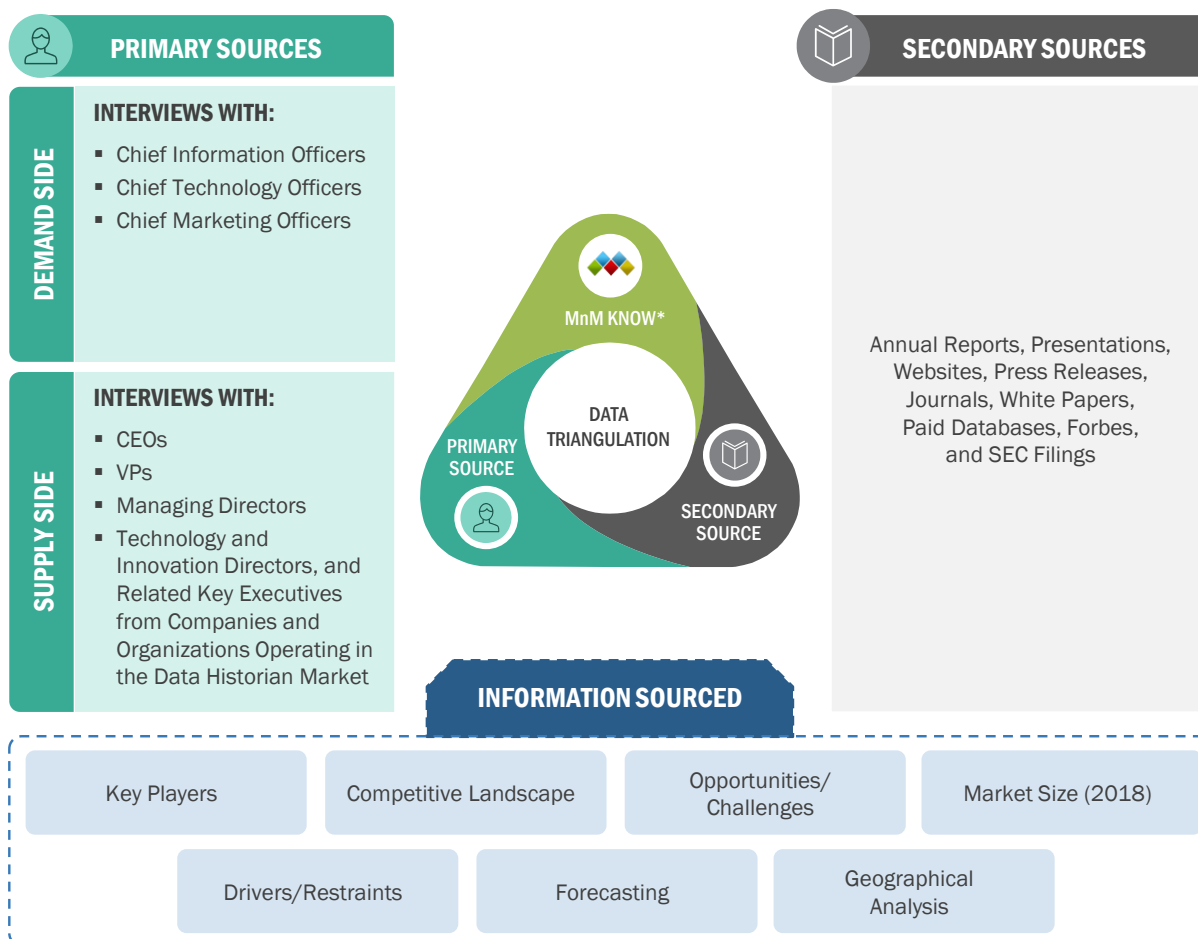 PRIMARY SOURCES
SECONDARY SOURCES
DEMAND SIDE
INTERVIEWS WITH:
▪ Chief Information Officers
▪ Chief Technology Officers
▪ Chief Marketing Officers
SUPPLY SIDE
INTERVIEWS WITH:
▪ CEOs
▪ VPs
▪ Managing Directors
▪ Technology and
Innovation Directors, and
Related Key Executives
from Companies and
Organizations Operating in
the Data Historian Market
MnM KNOW*
DATA
TRIANGULATION
PRIMARY
SOURCE
SECONDARY
SOURCE
Annual Reports, Presentations,
Websites, Press Releases,
Journals, White Papers,
Paid Databases, Forbes,
and SEC Filings
INFORMATION SOURCED
Key Players
Competitive Landscape
Opportunities/
Challenges
Market Size (2018)
Drivers/Restraints
Forecasting
Geographical
Analysis